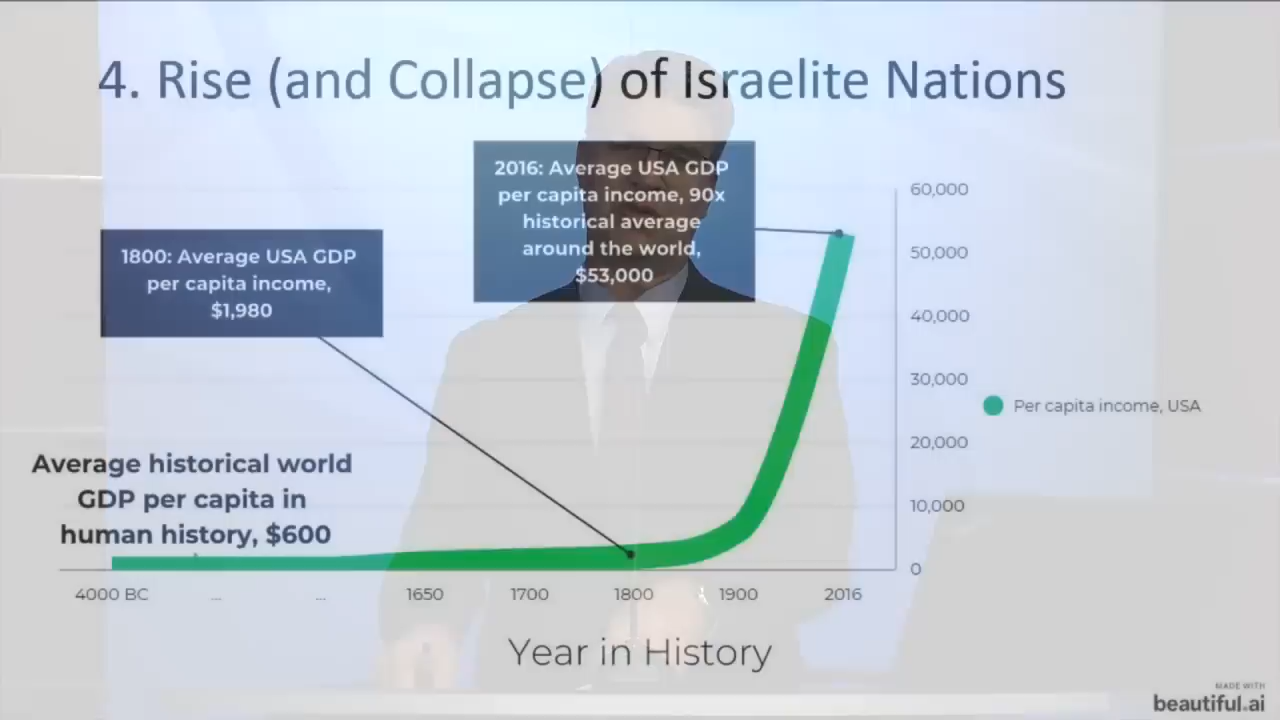 4. Rise (and Collapse) of Israelite Nations
2016: Average USA GDP
per capita income, 90x
historical average
around the world,
$53,000
1800: Average USA GDP
per capita income,
$1,980
Average historical world
GDP per capita in
human history, $600
60,000
50,000
40,000
30,000
20,000
10,000
0
Per capita income, USA
4000 BC ... ... 1650 1700 1800 1900 2016
Year in History
MADE WITH
beautiful.ai